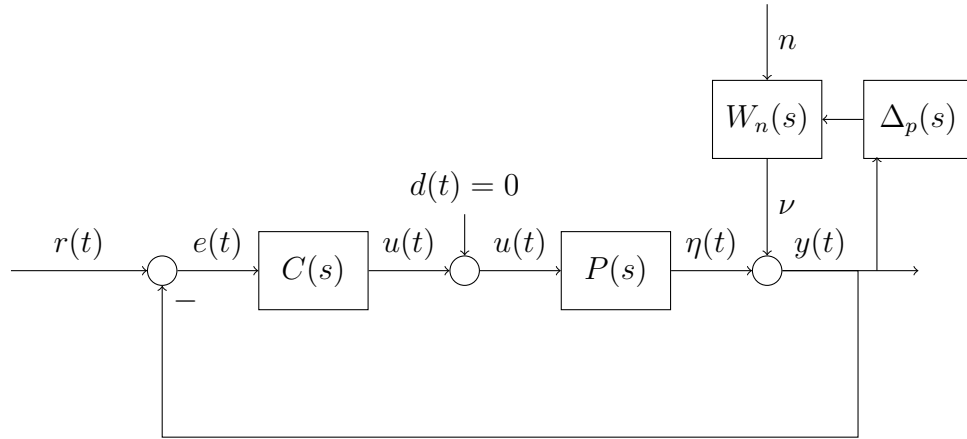 n
W_n(s)
Δ_p(s)
d(t) = 0
ν
r(t)
e(t)
C(s)
u(t)
u(t)
P(s)
η(t)
y(t)
−